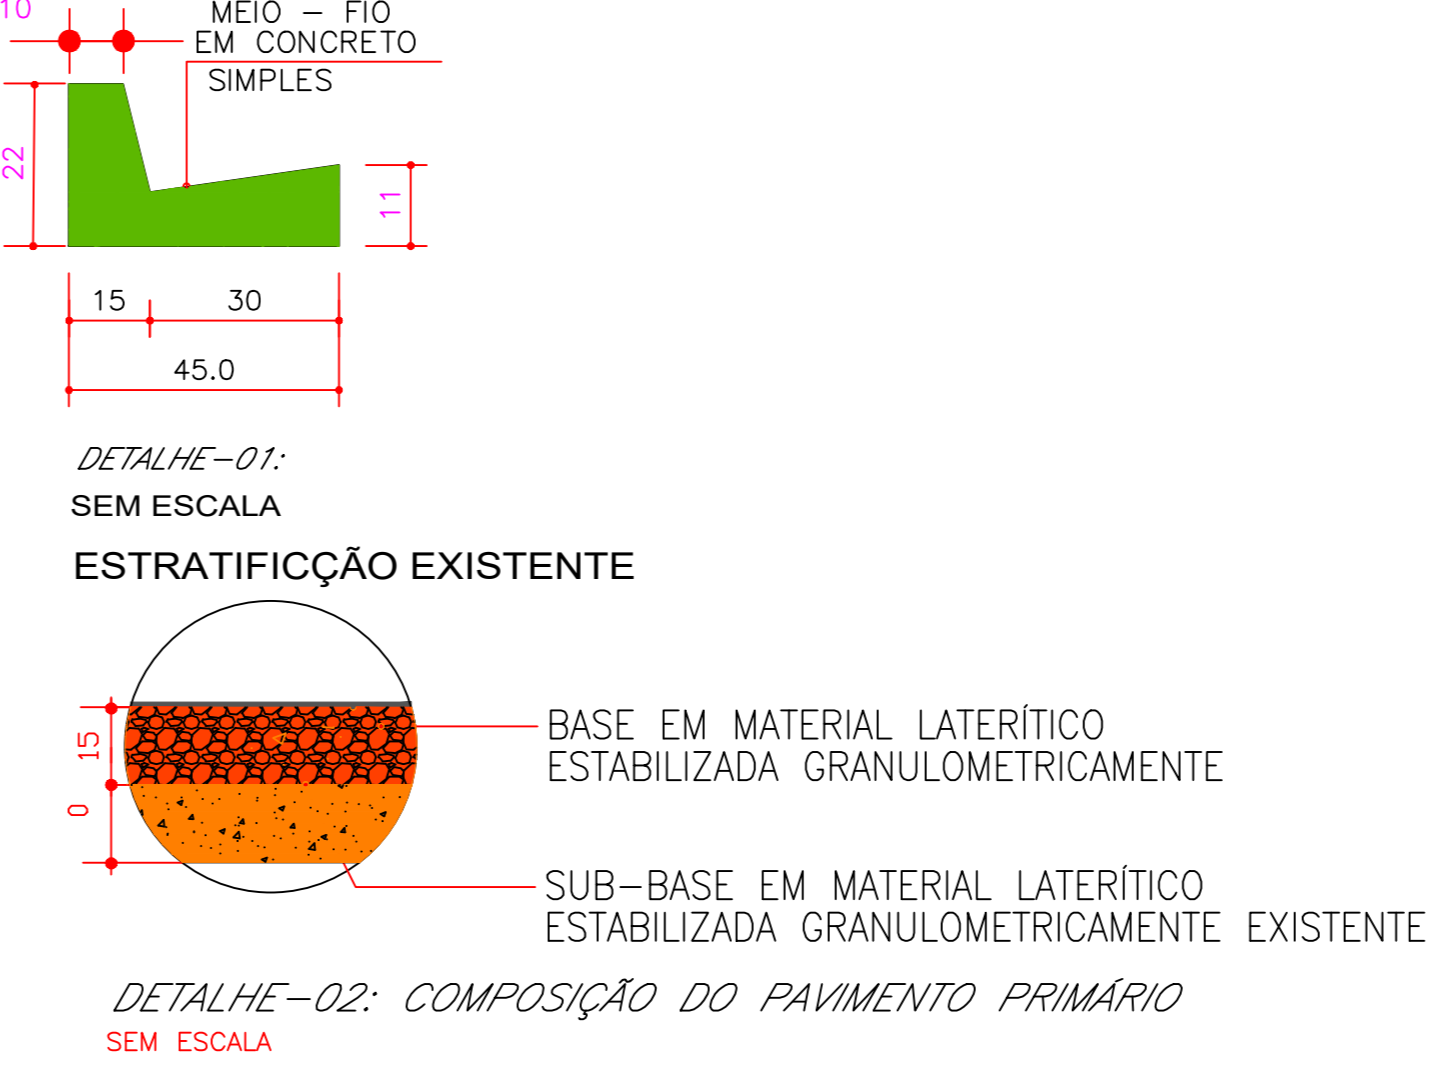 10
MEIO - FIO
EM CONCRETO
SIMPLES
22
11
15 30
45.0
DETALHE-01:
SEM ESCALA
ESTRATIFICÇÃO EXISTENTE
15
0
BASE EM MATERIAL LATERÍTICO
ESTABILIZADA GRANULOMETRICAMENTE
SUB-BASE EM MATERIAL LATERÍTICO
ESTABILIZADA GRANULOMETRICAMENTE EXISTENTE
DETALHE-02: COMPOSIÇÃO DO PAVIMENTO PRIMÁRIO
SEM ESCALA